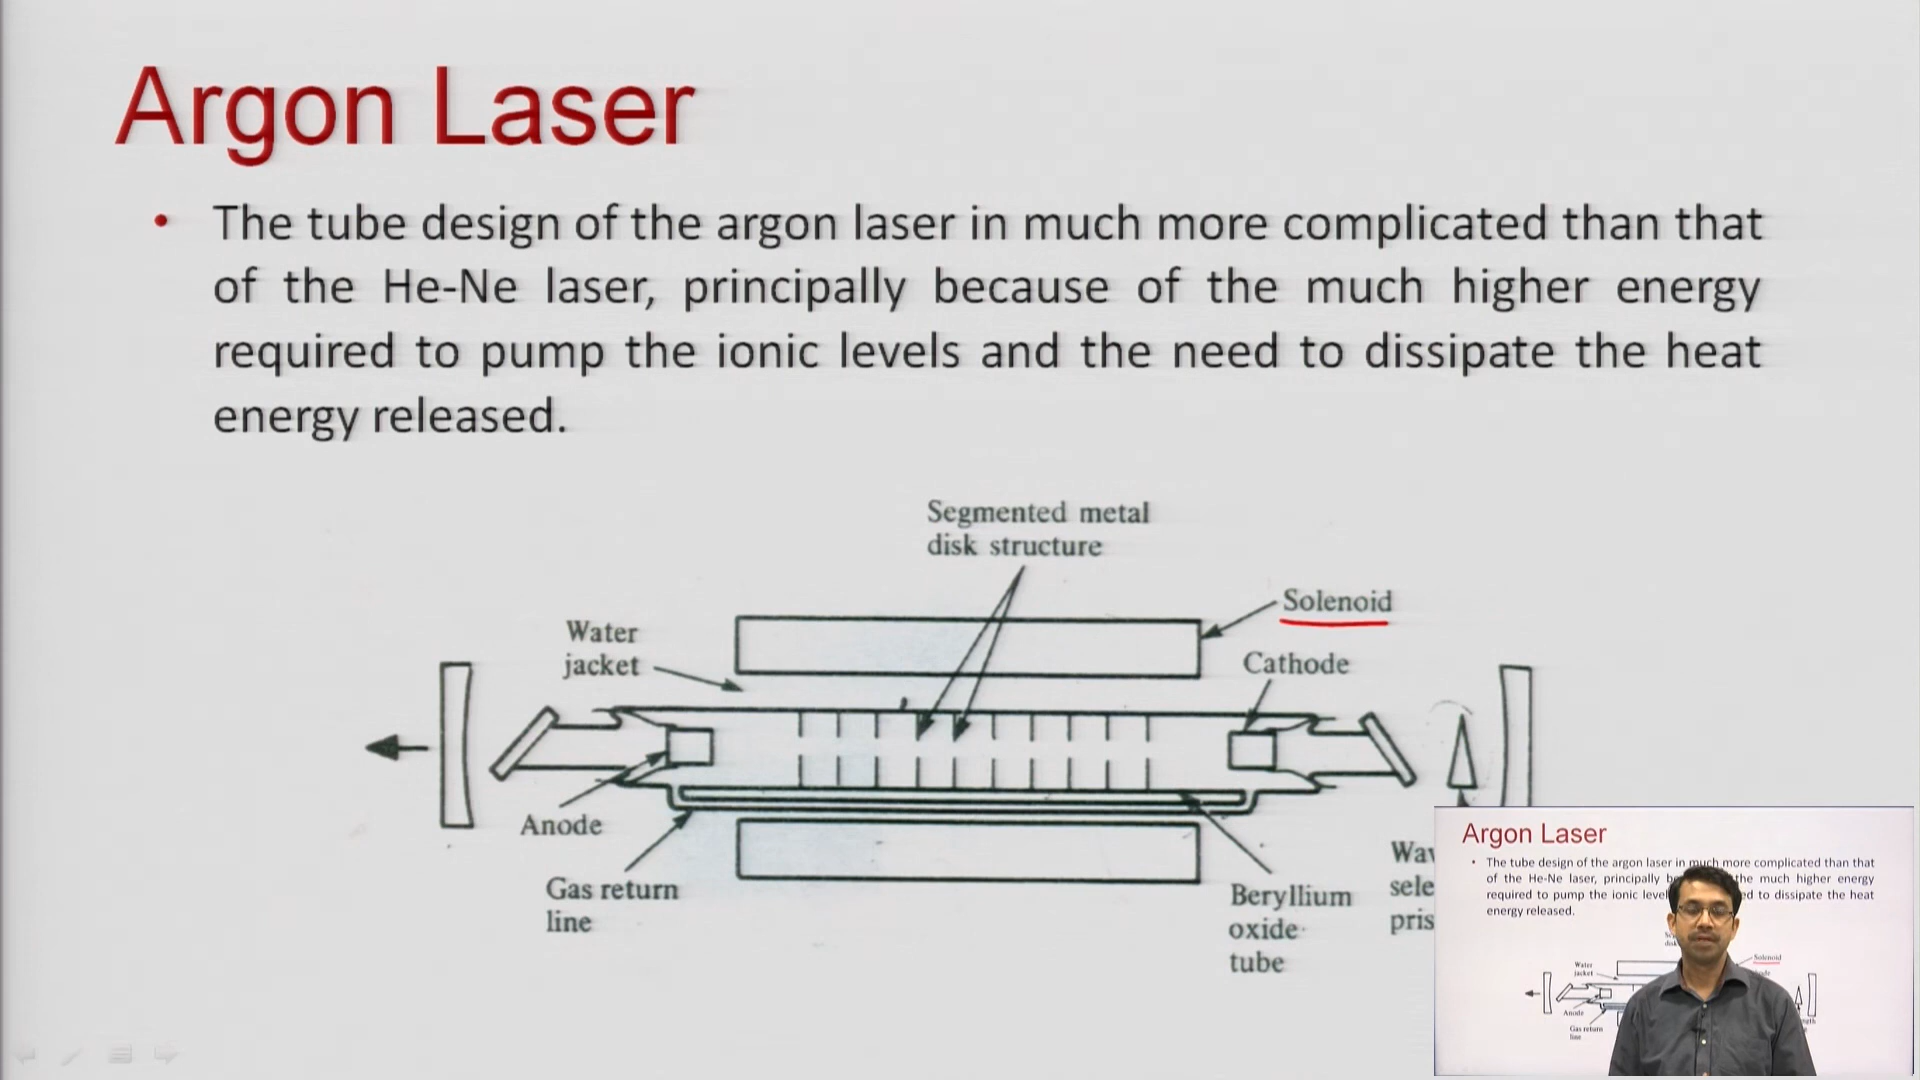 Argon Laser
• The tube design of the argon laser in much more complicated than that
of the He-Ne laser, principally because of the much higher energy
required to pump the ionic levels and the need to dissipate the heat
energy released.
Segmented metal
disk structure
Solenoid
Water
jacket
Cathode
Anode
Gas return
line
Beryllium
oxide
tube
Argon Laser
• The tube design of the argon laser in much more complicated than that
of the He-Ne laser, principally the much higher energy
required to pump the ionic to dissipate the heat
energy released.
Solenoid
Water
jacket
Anode
Gas return
line